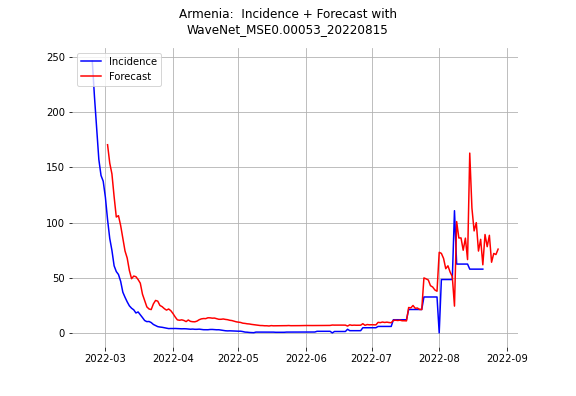 Armenia:  Incidence + Forecast with
WaveNet_MSE0.00053_20220815
250
Incidence
Forecast
200
150
100
50
0
2022-03 2022-04 2022-05 2022-06 2022-07 2022-08 2022-09